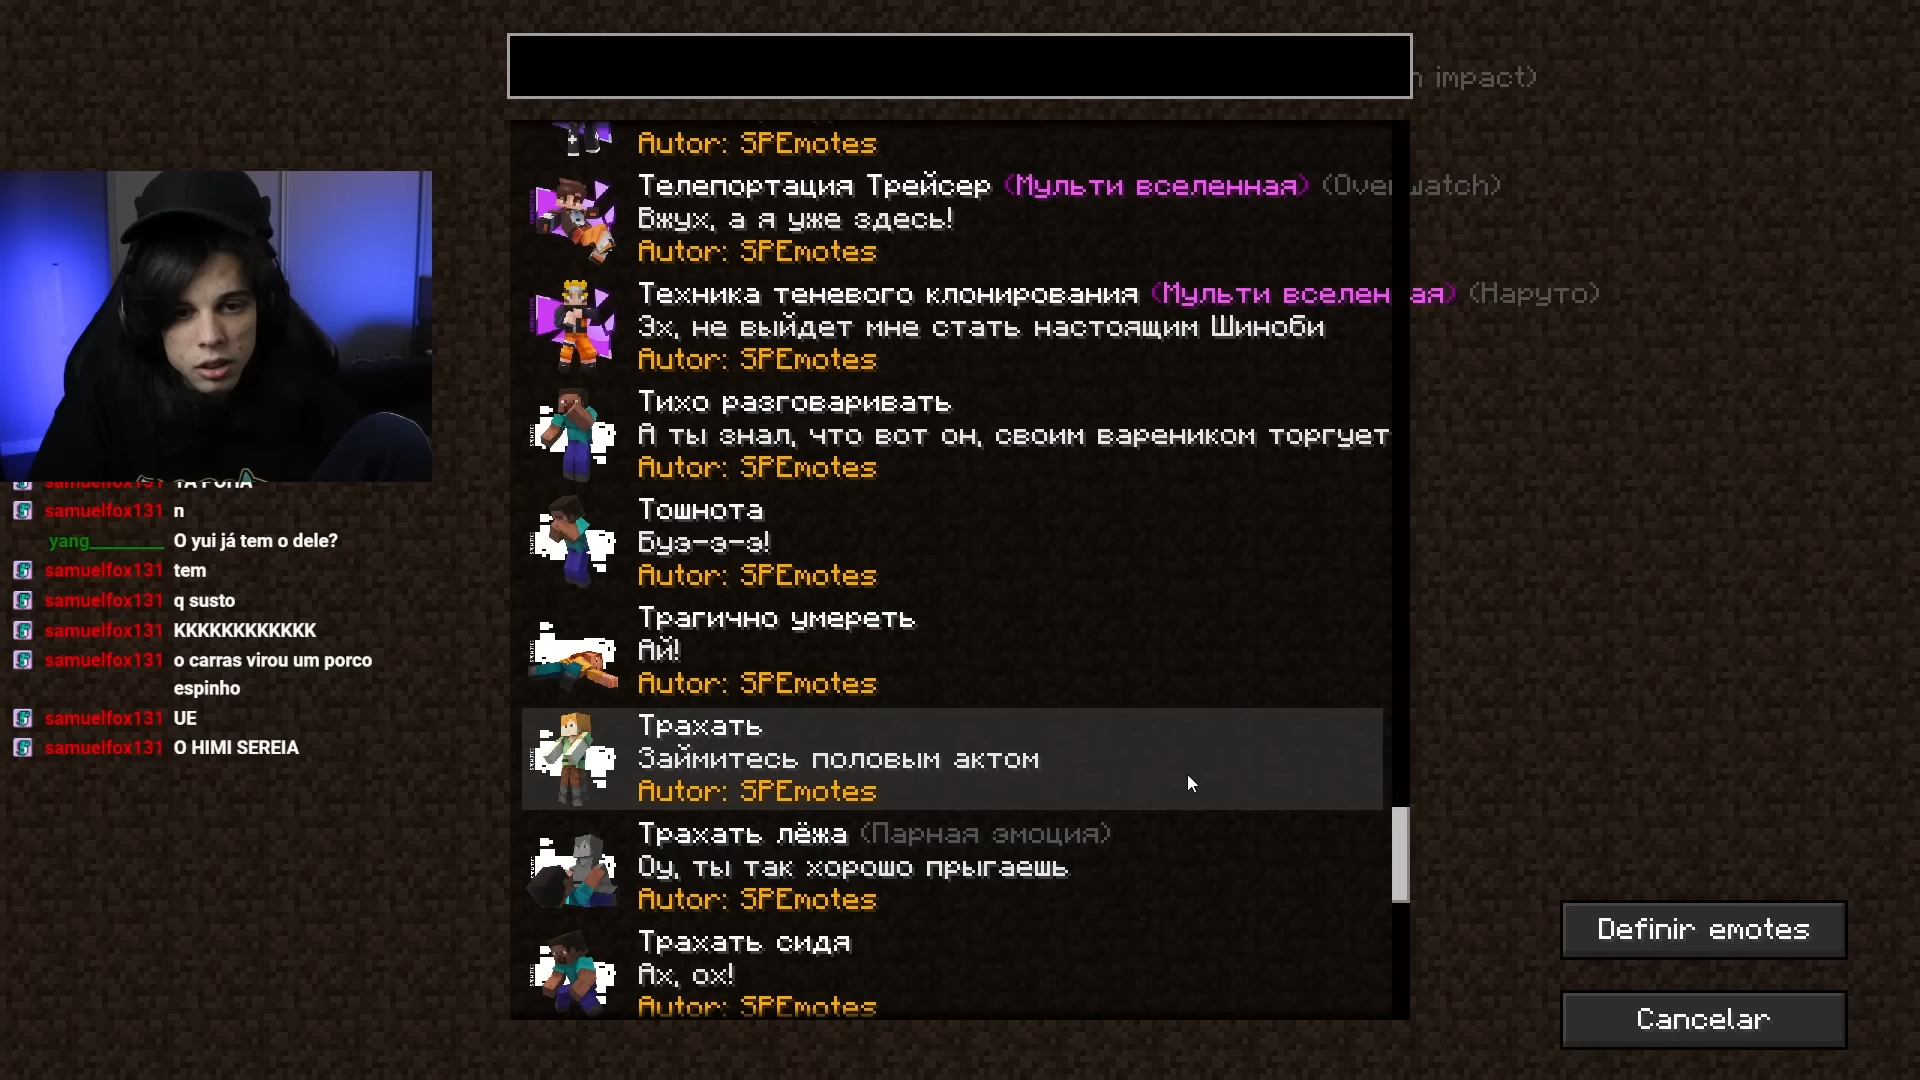 n impact)
Autor: SPEmotes
Телепортация Трейсер (Мульти вселенная) (Overwatch)
Вжух, а я уже здесь!
Autor: SPEmotes
Техника теневого клонирования (Мульти вселенная) (Наруто)
Эх, не выйдет мне стать настоящим Шиноби
Autor: SPEmotes
Тихо разговаривать
А ты знал, что вот он, своим вареником торгует
Autor: SPEmotes
Тошнота
Буэ-э-э!
Autor: SPEmotes
Трагично умереть
Ай!
Autor: SPEmotes
Трахать
Займитесь половым актом
Autor: SPEmotes
Трахать лёжа (Парная эмоция)
Оу, ты так хорошо прыгаешь
Autor: SPEmotes
Трахать сидя
Ах, ох!
Autor: SPEmotes
samuelfox131
samuelfox131 n
yang________ O yui já tem o dele?
samuelfox131 tem
samuelfox131 q susto
samuelfox131 KKKKKKKKKKKK
samuelfox131 o carras virou um porco
espinho
samuelfox131 UE
samuelfox131 O HIMI SEREIA
Definir emotes
Cancelar